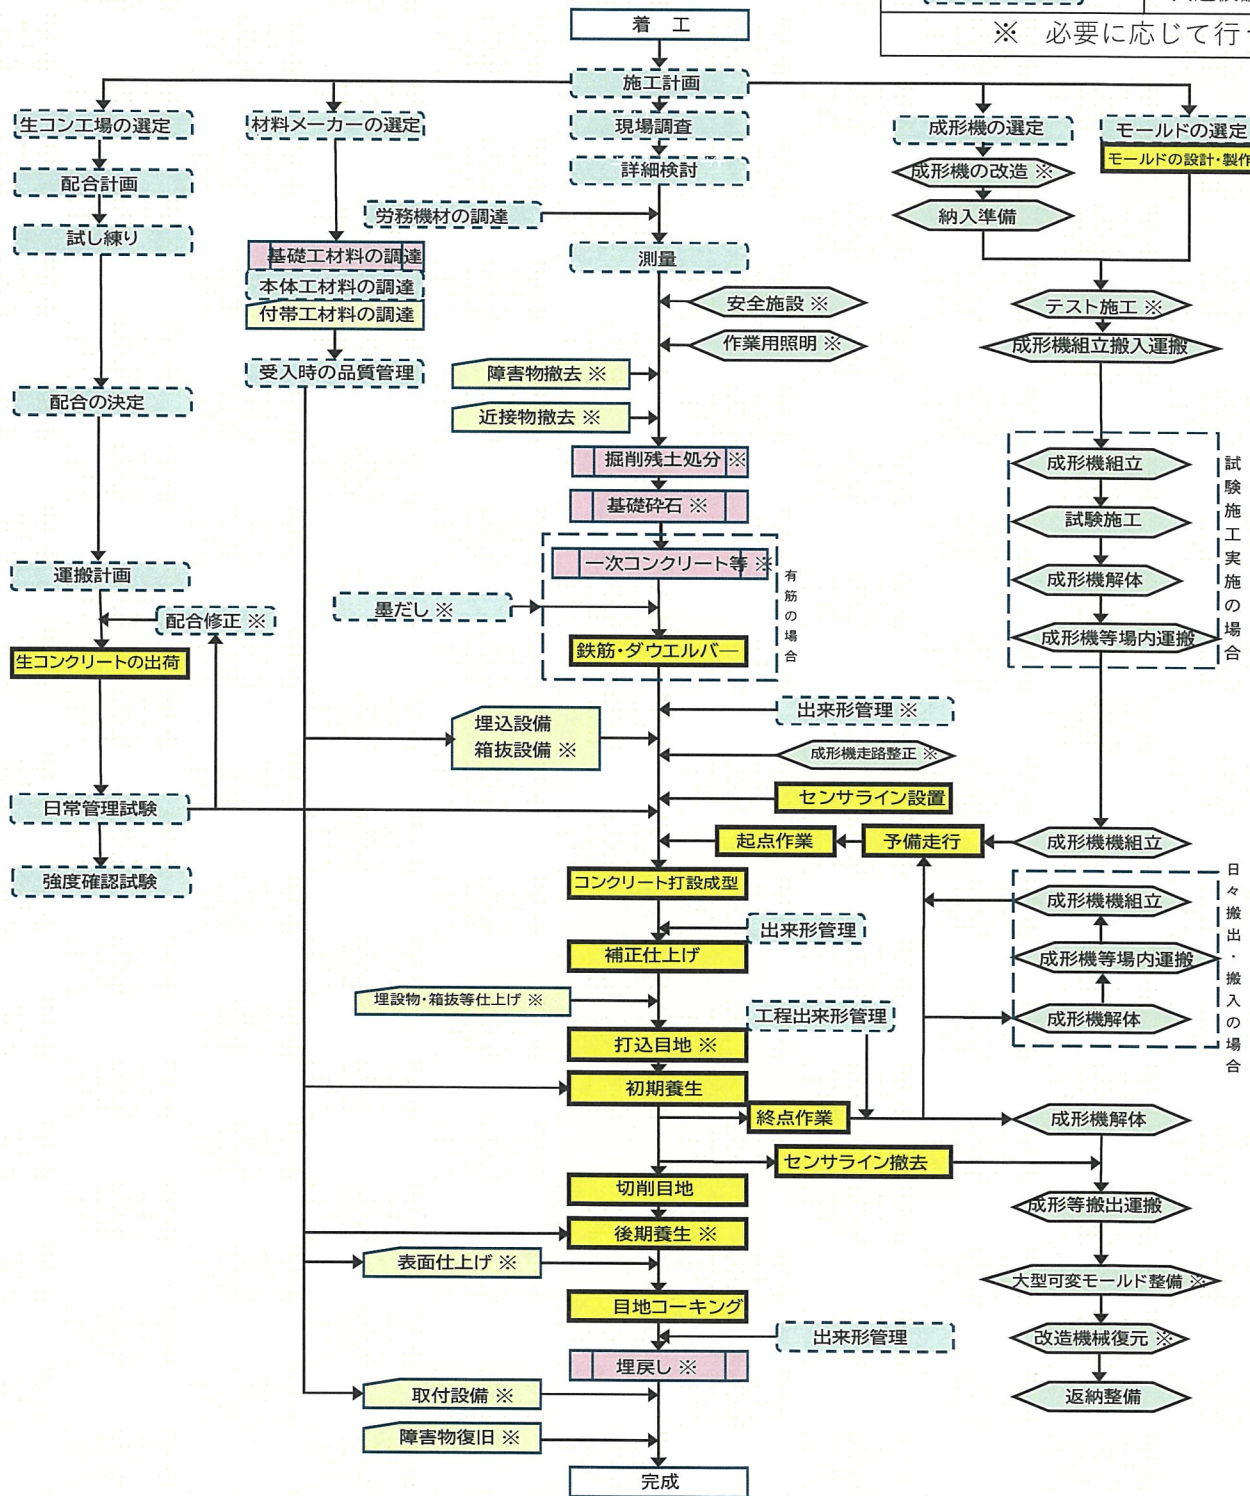 ※ 必要に応じて行
着 工
施工計画
生コン工場の選定
材料メーカーの選定
現場調査
成形機の選定
モールドの選定
モールドの設計・製作
配合計画
詳細検討
成形機の改造 ※
試し練り
労務機材の調達
納入準備
基礎工材料の調達
本体工材料の調達
付帯工材料の調達
測量
安全施設 ※
テスト施工 ※
作業用照明 ※
成形機組立搬入運搬
受入時の品質管理
障害物撤去 ※
配合の決定
近接物撤去 ※
掘削残土処分 ※
基礎砕石 ※
一次コンクリート等 ※
有筋の場合
成形機組立
試験施工
成形機解体
成形機等場内運搬
試験施工実施の場合
運搬計画
配合修正 ※
墨だし ※
生コンクリートの出荷
鉄筋・ダウエルバー
出来形管理 ※
埋込設備
箱抜設備 ※
成形機走路整正 ※
センサライン設置
日常管理試験
起点作業
予備走行
成形機機組立
強度確認試験
コンクリート打設成型
出来形管理
補正仕上げ
成形機機組立
成形機等場内運搬
成形機解体
日々搬出・搬入の場合
埋設物・箱抜等仕上げ ※
工程出来形管理
打込目地 ※
初期養生
終点作業
成形機解体
センサライン撤去
切削目地
成形等搬出運搬
後期養生 ※
表面仕上げ ※
大型可変モールド整備 ※
目地コーキング
出来形管理
改造機械復元 ※
埋戻し ※
取付設備 ※
返納整備
障害物復旧 ※
完成